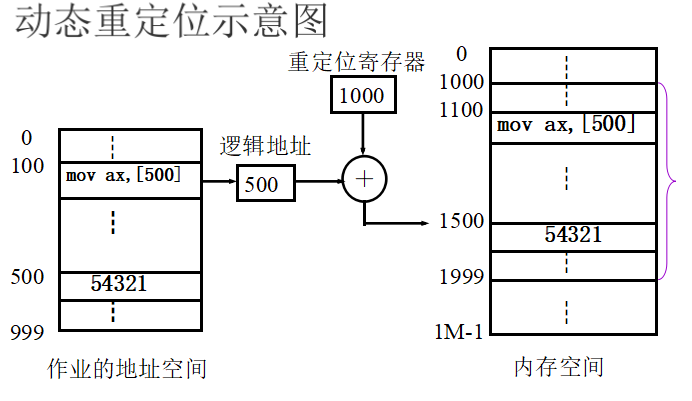 动态重定位示意图
重定位寄存器
1000
0
1000
1100
mov ax,[500]
逻辑地址
0
100
mov ax,[500]
500
+
1500
54321
500
54321
1999
999
1M-1
作业的地址空间
内存空间